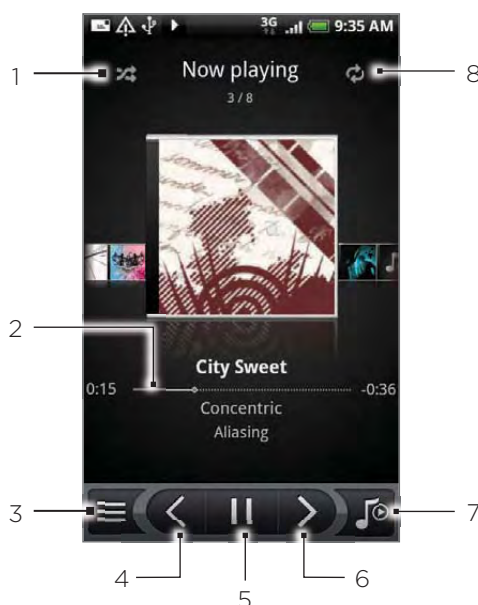 3G 9:35 AM
1 Now playing 8
3 / 8
2
City Sweet
0:15 -0:36
Concentric
Aliasing
3 7
4 5 6